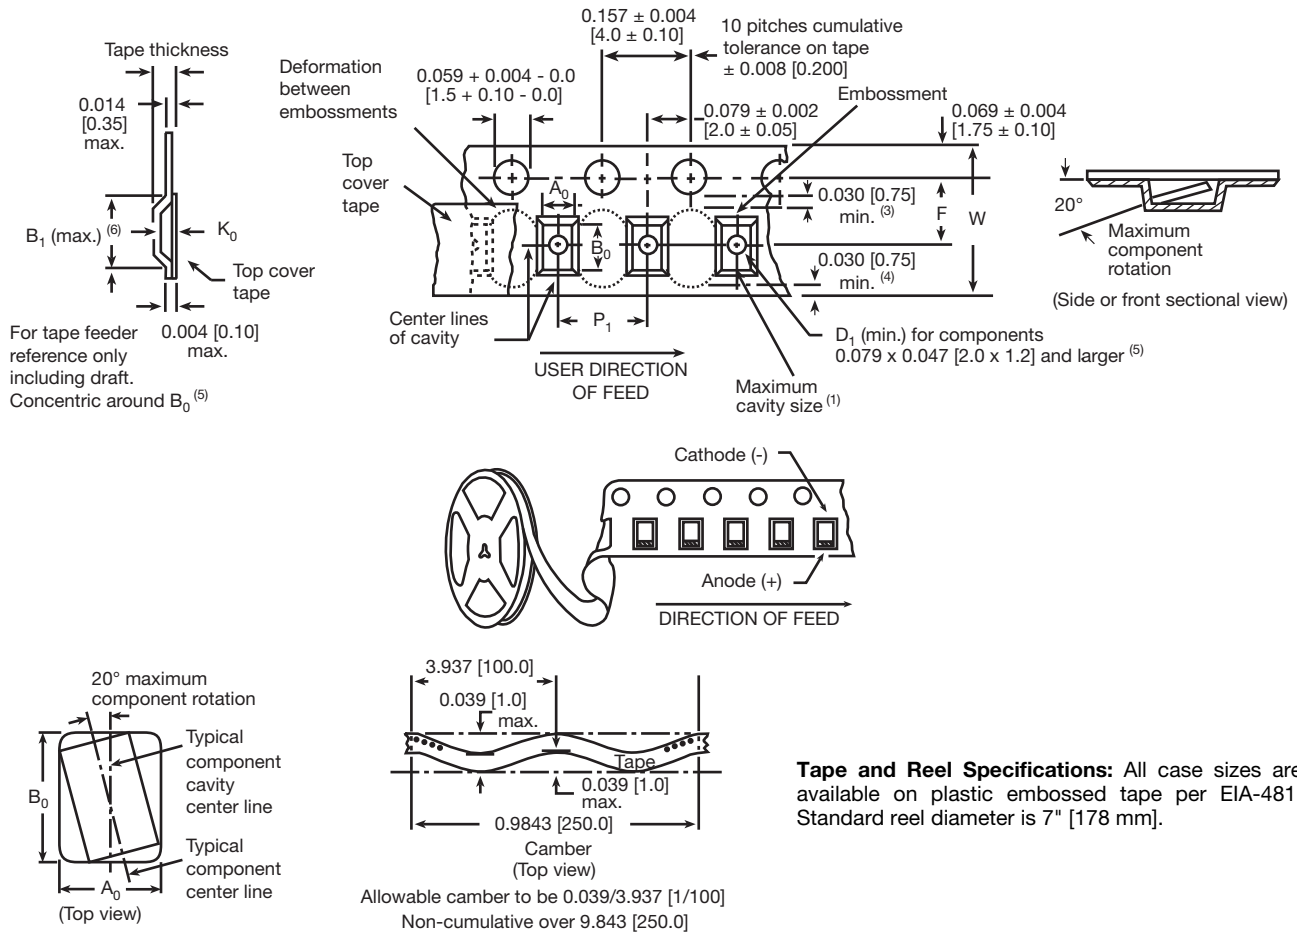 Tape thickness
0.014
[0.35]
max.
B1 (max.) (6)
K0
Top cover
tape
For tape feeder
reference only
including draft.
Concentric around B0 (5)
0.004 [0.10]
max.
Deformation
between
embossments
Top
cover
tape
0.059 + 0.004 - 0.0
[1.5 + 0.10 - 0.0]
0.157 ± 0.004
[4.0 ± 0.10]
10 pitches cumulative
tolerance on tape
± 0.008 [0.200]
0.079 ± 0.002
[2.0 ± 0.05]
Embossment
0.069 ± 0.004
[1.75 ± 0.10]
A0
B0
0.030 [0.75]
min. (3)
F
W
0.030 [0.75]
min. (4)
Center lines
of cavity
P1
USER DIRECTION
OF FEED
D1 (min.) for components
0.079 x 0.047 [2.0 x 1.2] and larger (5)
Maximum
cavity size (1)
20°
Maximum
component
rotation
(Side or front sectional view)
Cathode (-)
Anode (+)
DIRECTION OF FEED
20° maximum
component rotation
Typical
component
cavity
center line
B0
Typical
component
center line
A0
(Top view)
3.937 [100.0]
0.039 [1.0]
max.
Tape
0.039 [1.0]
max.
0.9843 [250.0]
Camber
(Top view)
Allowable camber to be 0.039/3.937 [1/100]
Non-cumulative over 9.843 [250.0]
Tape and Reel Specifications: All case sizes are
available on plastic embossed tape per EIA-481
Standard reel diameter is 7" [178 mm].